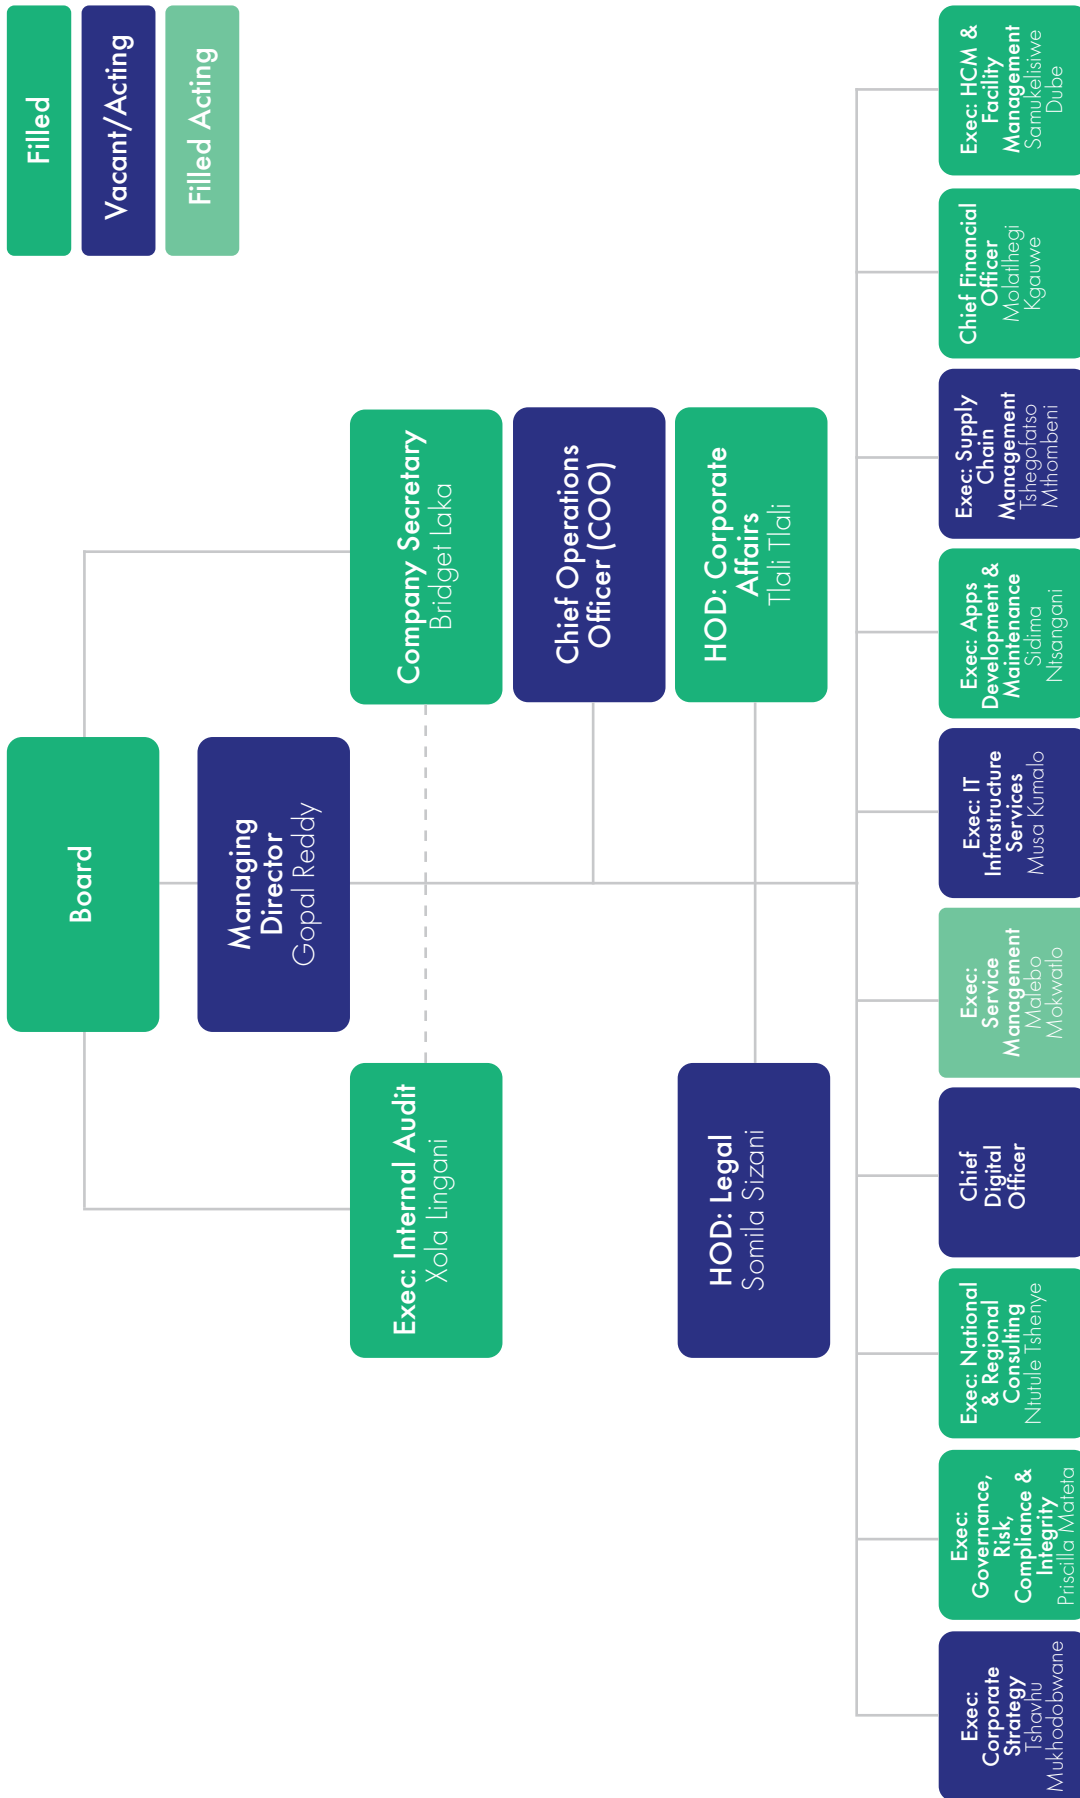 Board
Filled
Vacant/Acting
Filled Acting
Managing
Director
Gopal Reddy
Exec: Internal Audit
Xola Lingani
Company Secretary
Bridget Laka
Chief Operations
Officer (COO)
HOD: Legal
Somila Sizani
HOD: Corporate
Affairs
Tlali Tlali
Exec:
Corporate
Strategy
Tshavhu
Mukhodobwane
Exec:
Governance,
Risk,
Compliance &
Integrity
Priscilla Mateta
Exec: National
& Regional
Consulting
Ntutule Tshenye
Chief
Digital
Officer
Exec:
Service
Management
Malebo
Mokwatlo
Exec: IT
Infrastructure
Services
Musa Kumalo
Exec: Apps
Development &
Maintenance
Sidima
Ntsangani
Exec: Supply
Chain
Management
Tshegofatso
Mthombeni
Chief Financial
Officer
Molatlhegi
Kgauwe
Exec: HCM &
Facility
Management
Samukelisiwe
Dube